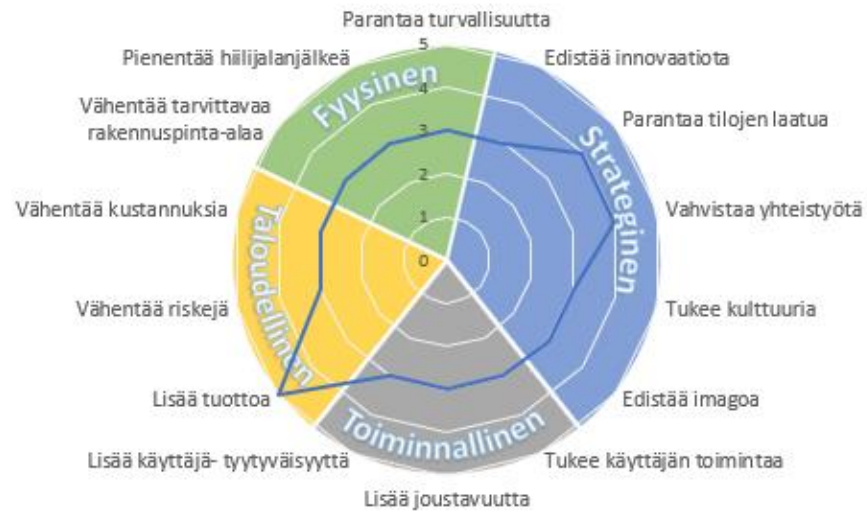 Parantaa turvallisuutta
Edistää innovaatiota
Parantaa tilojen laatua
Vahvistaa yhteistyötä
Tukee kulttuuria
Edistää imagoa
Tukee käyttäjän toimintaa
Lisää joustavuutta
Lisää käyttäjä- tyytyväisyyttä
Lisää tuottoa
Vähentää riskejä
Vähentää kustannuksia
Vähentää tarvittavaa
rakennuspinta-alaa
Pienentää hiilijalanjälkeä
5
4
3
2
1
0
Fyysinen
Strateginen
Toiminnallinen
Taloudellinen